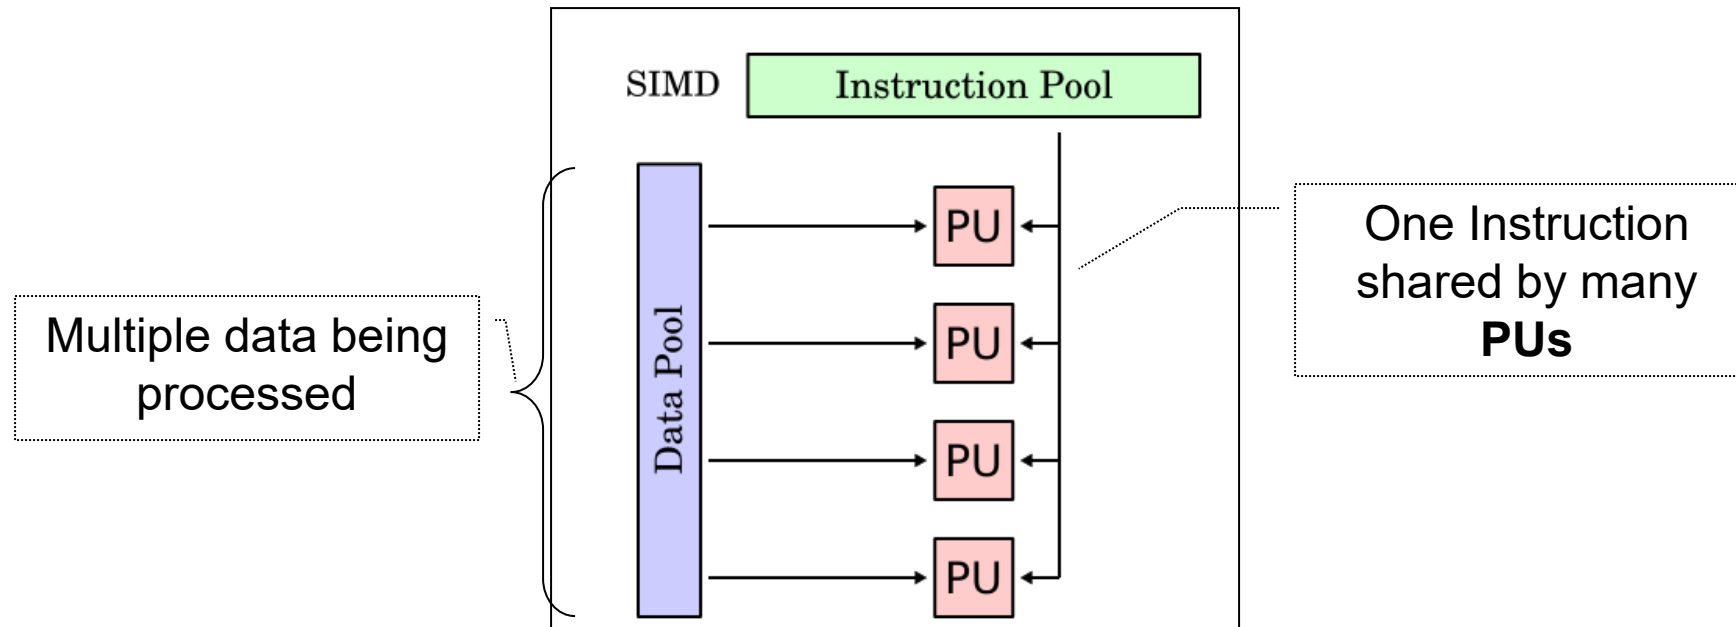 SIMD
Instruction Pool
Multiple data being
processed
Data Pool
PU
PU
PU
PU
One Instruction
shared by many
PUs